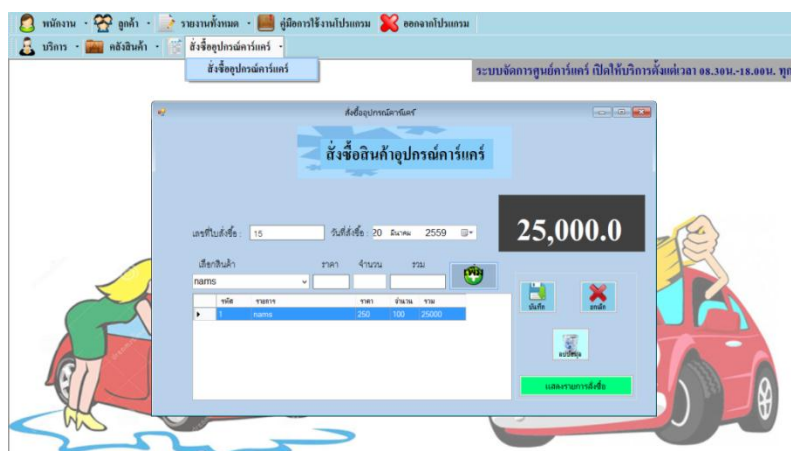 พนักงาน ลูกค้า รายงานทั้งหมด คู่มือการใช้งานโปรแกรม ออกจากโปรแกรม
บริการ คลังสินค้า สั่งซื้ออุปกรณ์คาร์แคร์
สั่งซื้ออุปกรณ์คาร์แคร์
ระบบจัดการศูนย์คาร์แคร์ เปิดให้บริการตั้งแต่เวลา 08.30น.-18.00น. ทุก
สั่งซื้ออุปกรณ์คาร์แคร์
สั่งซื้อสินค้าอุปกรณ์คาร์แคร์
25,000.0
เลขที่ใบสั่งซื้อ : 15 วันที่สั่งซื้อ : 20 มีนาคม 2559
เลือกสินค้า ราคา จำนวน รวม
nams เพิ่ม
รหัส รายการ ราคา จำนวน รวม
1 nams 250 100 25000
บันทึก ยกเลิก
แสดงรายการสั่งซื้อ